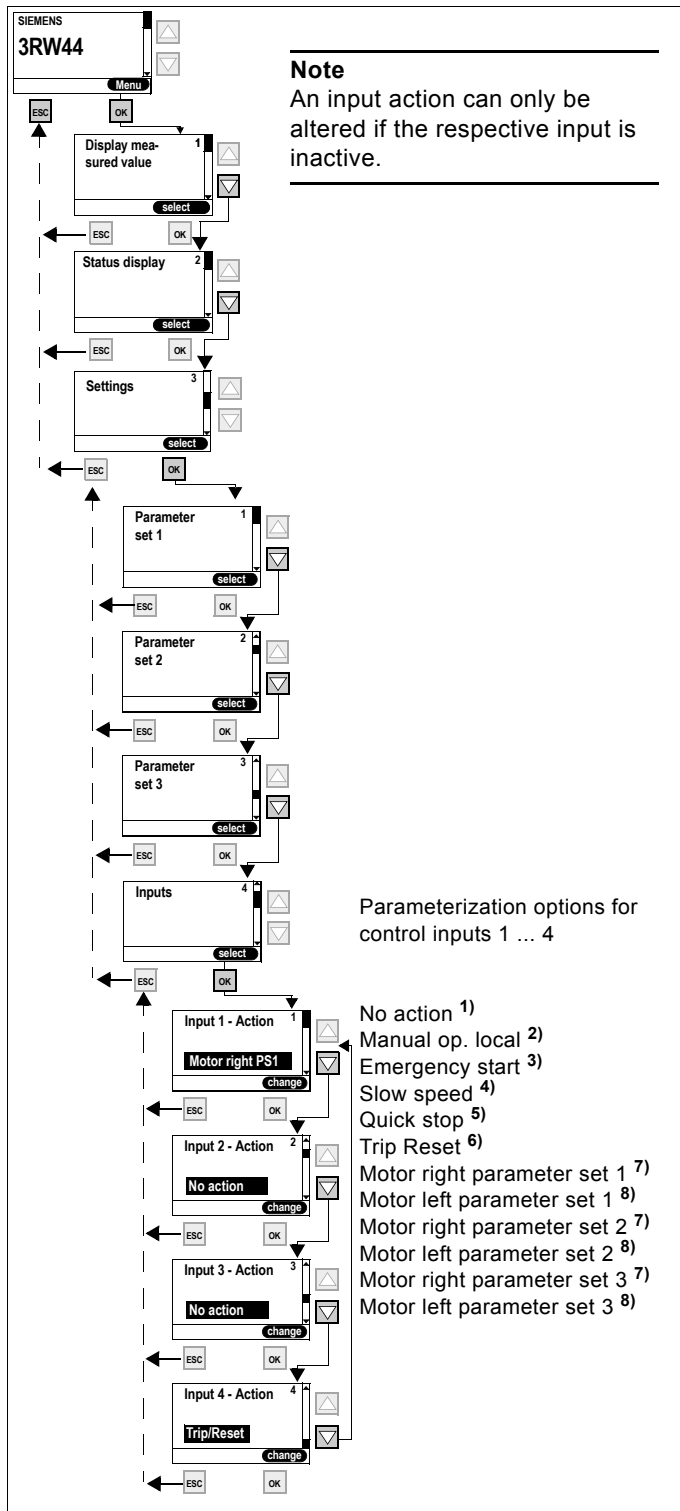 SIEMENS
3RW44
Menu
ESC
OK
Note
An input action can only be
altered if the respective input is
inactive.
Display mea-
sured value
1
select
ESC
OK
Status display
2
select
ESC
OK
Settings
3
select
ESC
OK
Parameter
set 1
1
select
ESC
OK
Parameter
set 2
2
select
ESC
OK
Parameter
set 3
3
select
ESC
OK
Inputs
4
select
ESC
OK
Parameterization options for
control inputs 1 ... 4
Input 1 - Action
1
Motor right PS1
change
ESC
OK
Input 2 - Action
2
No action
change
ESC
OK
Input 3 - Action
3
No action
change
ESC
OK
Input 4 - Action
4
Trip/Reset
change
ESC
OK
No action 1)
Manual op. local 2)
Emergency start 3)
Slow speed 4)
Quick stop 5)
Trip Reset 6)
Motor right parameter set 1 7)
Motor left parameter set 1 8)
Motor right parameter set 2 7)
Motor left parameter set 2 8)
Motor right parameter set 3 7)
Motor left parameter set 3 8)